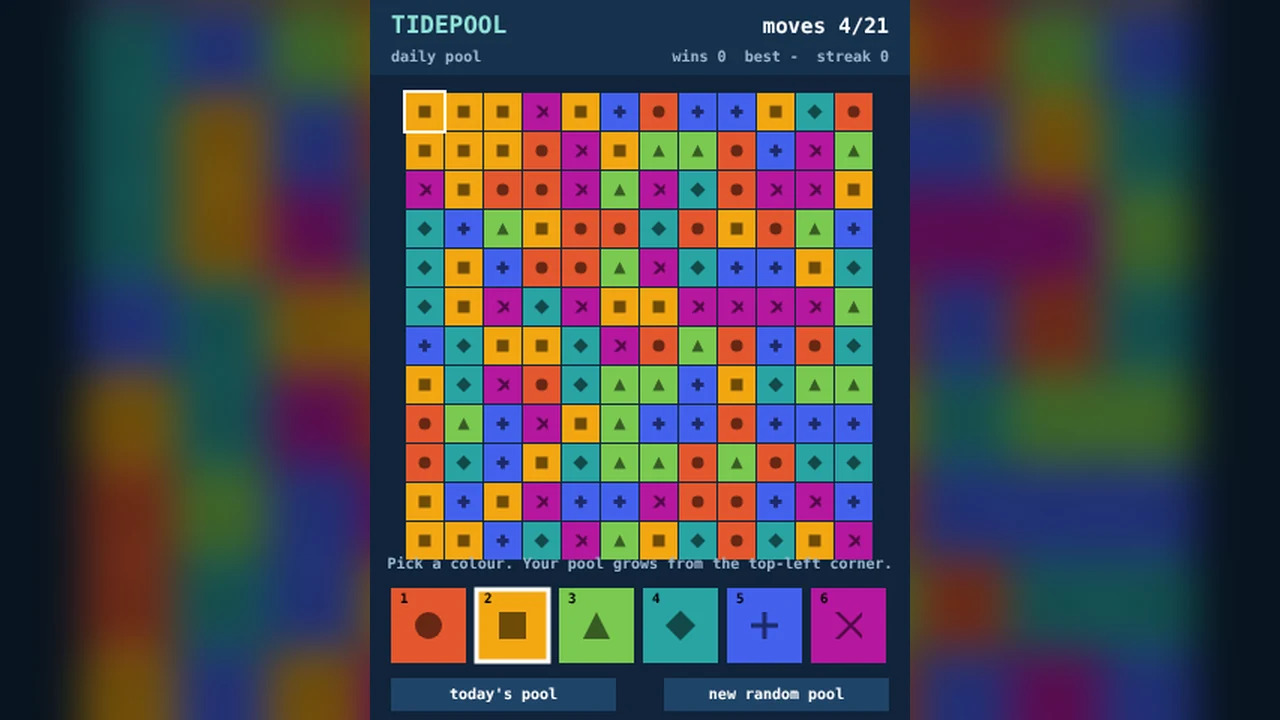 TIDEPOOL
moves 4/21
daily pool
wins 0 best - streak 0
Pick a colour. Your pool grows from the top-left corner.
1 2 3 4 5 6
today's pool
new random pool